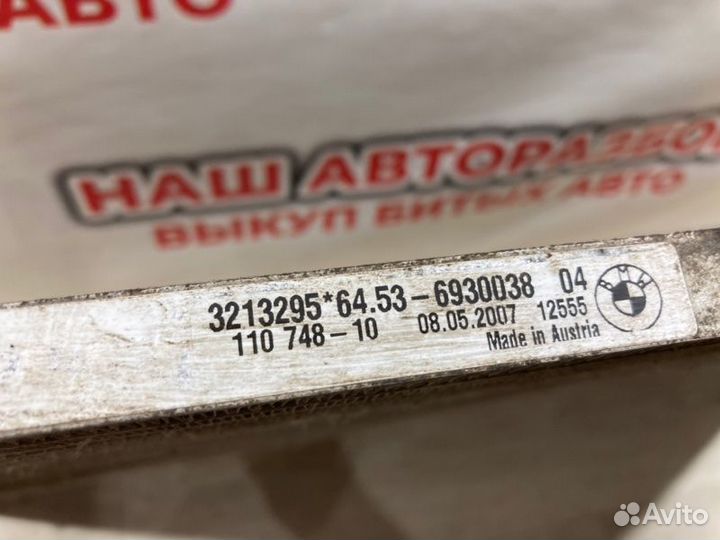 АВТО
НАШ АВТОРАЗБОР
ВЫКУП БИТЫХ АВТО
3213295*64.53-6930038 04
110 748-10 08.05.2007 12555
Made in Austria
BMW
Avito